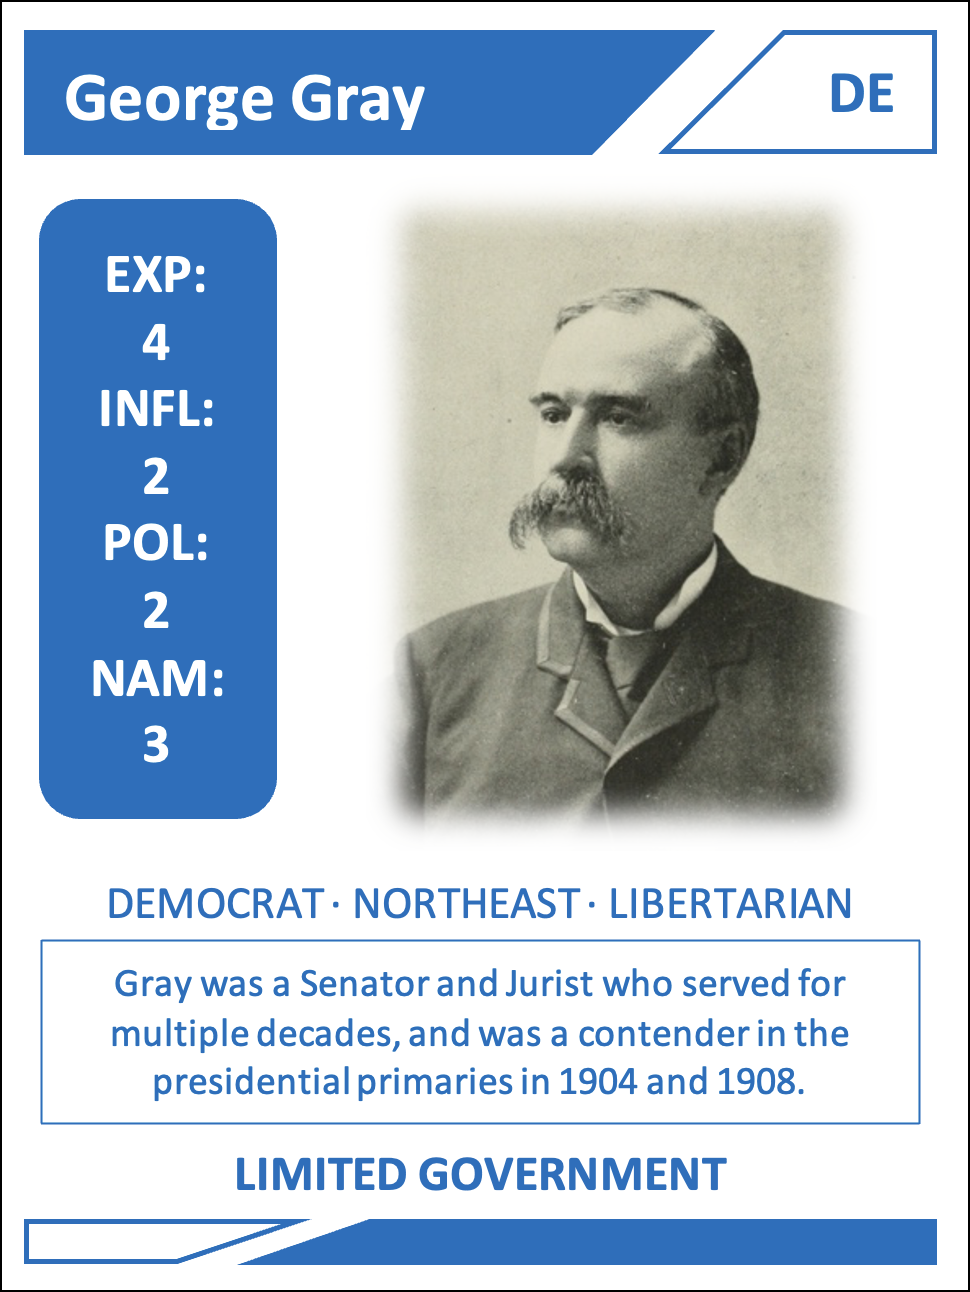 George Gray
DE
EXP:
4
INFL:
2
POL:
2
NAM:
3
DEMOCRAT · NORTHEAST · LIBERTARIAN
Gray was a Senator and Jurist who served for
multiple decades, and was a contender in the
presidential primaries in 1904 and 1908.
LIMITED GOVERNMENT